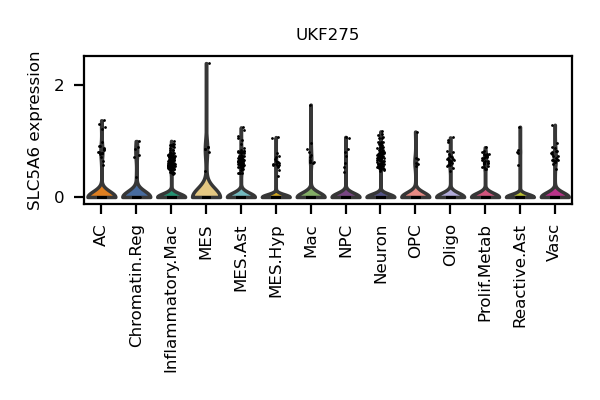 UKF275
SLC5A6 expression
2
0
AC
Chromatin.Reg
Inflammatory.Mac
MES
MES.Ast
MES.Hyp
Mac
NPC
Neuron
OPC
Oligo
Prolif.Metab
Reactive.Ast
Vasc